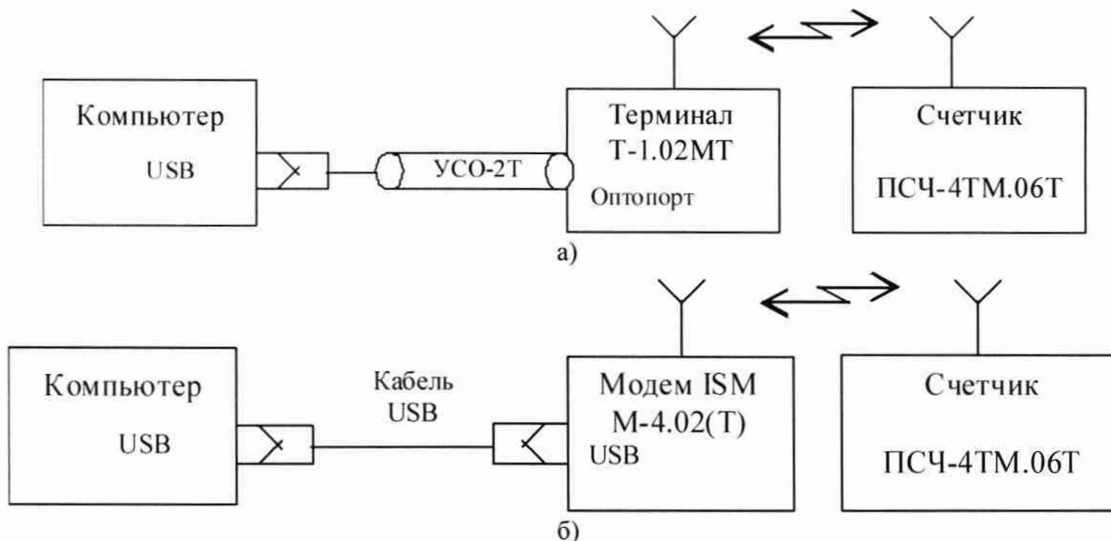 Компьютер
USB
УСО-2Т
Терминал
Т-1.02МТ
Оптопорт
Счетчик
ПСЧ-4ТМ.06Т
а)
Компьютер
USB
Кабель
USB
Модем ISM
М-4.02(Т)
USB
Счетчик
ПСЧ-4ТМ.06Т
б)